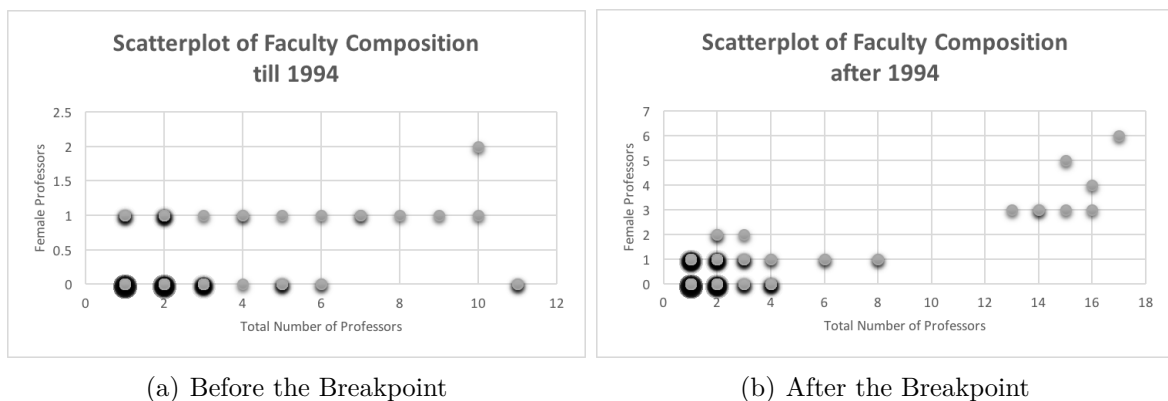 Scatterplot of Faculty Composition
till 1994
Female Professors
2.5
2
1.5
1
0.5
0
0 2 4 6 8 10 12
Total Number of Professors
(a) Before the Breakpoint
Scatterplot of Faculty Composition
after 1994
Female Professors
7
6
5
4
3
2
1
0
0 2 4 6 8 10 12 14 16 18
Total Number of Professors
(b) After the Breakpoint